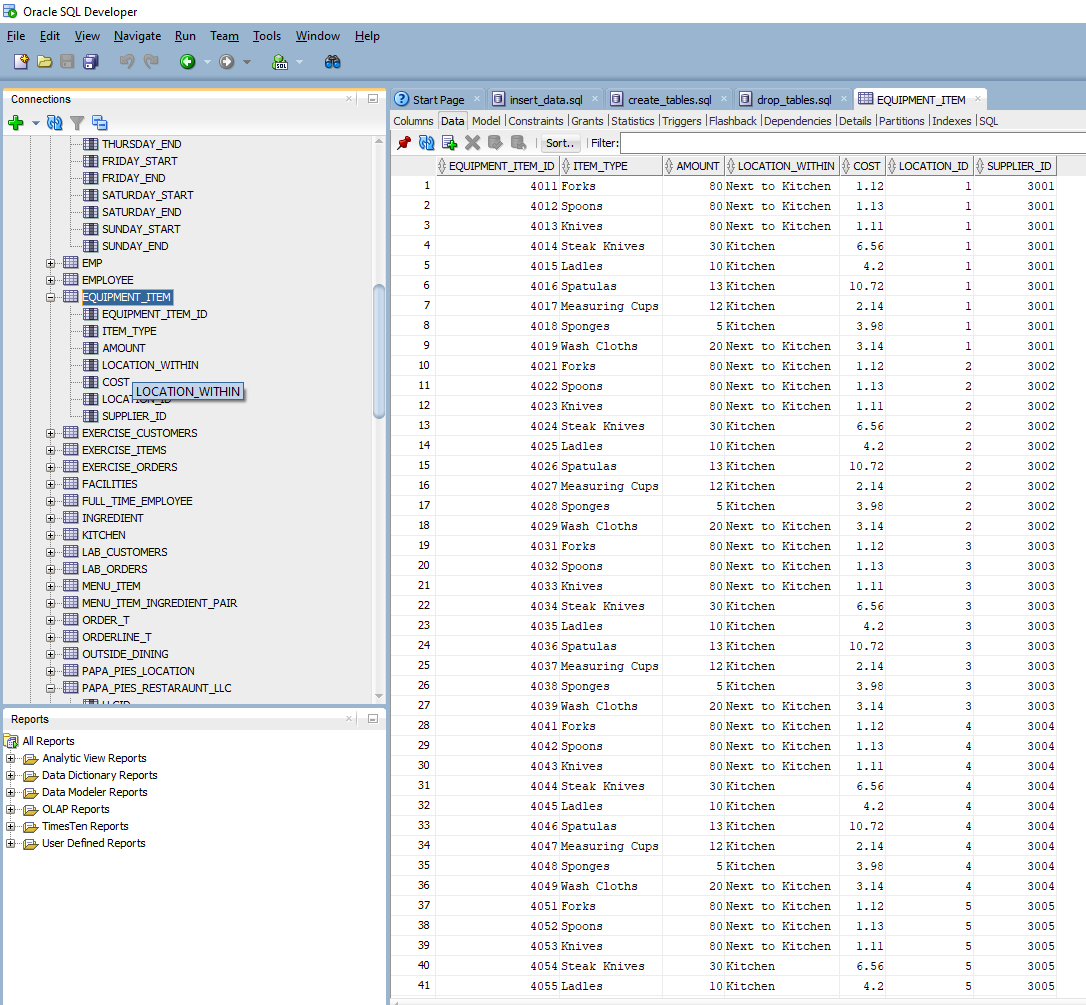 Oracle SQL Developer
File Edit View Navigate Run Team Tools Window Help
Connections
THURSDAY_END
FRIDAY_START
FRIDAY_END
SATURDAY_START
SATURDAY_END
SUNDAY_START
SUNDAY_END
EMP
EMPLOYEE
EQUIPMENT_ITEM
EQUIPMENT_ITEM_ID
ITEM_TYPE
AMOUNT
LOCATION_WITHIN
COST
LOCATION_WITHIN
LOCATION_ID
SUPPLIER_ID
EXERCISE_CUSTOMERS
EXERCISE_ITEMS
EXERCISE_ORDERS
FACILITIES
FULL_TIME_EMPLOYEE
INGREDIENT
KITCHEN
LAB_CUSTOMERS
LAB_ORDERS
MENU_ITEM
MENU_ITEM_INGREDIENT_PAIR
ORDER_T
ORDERLINE_T
OUTSIDE_DINING
PAPA_PIES_LOCATION
PAPA_PIES_RESTARAUNT_LLC
Reports
All Reports
Analytic View Reports
Data Dictionary Reports
Data Modeler Reports
OLAP Reports
TimesTen Reports
User Defined Reports
Start Page insert_data.sql create_tables.sql drop_tables.sql EQUIPMENT_ITEM
Columns Data Model Constraints Grants Statistics Triggers Flashback Dependencies Details Partitions Indexes SQL
Sort.. Filter:
EQUIPMENT_ITEM_ID ITEM_TYPE AMOUNT LOCATION_WITHIN COST LOCATION_ID SUPPLIER_ID
1 4011 Forks 80 Next to Kitchen 1.12 1 3001
2 4012 Spoons 80 Next to Kitchen 1.13 1 3001
3 4013 Knives 80 Next to Kitchen 1.11 1 3001
4 4014 Steak Knives 30 Kitchen 6.56 1 3001
5 4015 Ladles 10 Kitchen 4.2 1 3001
6 4016 Spatulas 13 Kitchen 10.72 1 3001
7 4017 Measuring Cups 12 Kitchen 2.14 1 3001
8 4018 Sponges 5 Kitchen 3.98 1 3001
9 4019 Wash Cloths 20 Next to Kitchen 3.14 1 3001
10 4021 Forks 80 Next to Kitchen 1.12 2 3002
11 4022 Spoons 80 Next to Kitchen 1.13 2 3002
12 4023 Knives 80 Next to Kitchen 1.11 2 3002
13 4024 Steak Knives 30 Kitchen 6.56 2 3002
14 4025 Ladles 10 Kitchen 4.2 2 3002
15 4026 Spatulas 13 Kitchen 10.72 2 3002
16 4027 Measuring Cups 12 Kitchen 2.14 2 3002
17 4028 Sponges 5 Kitchen 3.98 2 3002
18 4029 Wash Cloths 20 Next to Kitchen 3.14 2 3002
19 4031 Forks 80 Next to Kitchen 1.12 3 3003
20 4032 Spoons 80 Next to Kitchen 1.13 3 3003
21 4033 Knives 80 Next to Kitchen 1.11 3 3003
22 4034 Steak Knives 30 Kitchen 6.56 3 3003
23 4035 Ladles 10 Kitchen 4.2 3 3003
24 4036 Spatulas 13 Kitchen 10.72 3 3003
25 4037 Measuring Cups 12 Kitchen 2.14 3 3003
26 4038 Sponges 5 Kitchen 3.98 3 3003
27 4039 Wash Cloths 20 Next to Kitchen 3.14 3 3003
28 4041 Forks 80 Next to Kitchen 1.12 4 3004
29 4042 Spoons 80 Next to Kitchen 1.13 4 3004
30 4043 Knives 80 Next to Kitchen 1.11 4 3004
31 4044 Steak Knives 30 Kitchen 6.56 4 3004
32 4045 Ladles 10 Kitchen 4.2 4 3004
33 4046 Spatulas 13 Kitchen 10.72 4 3004
34 4047 Measuring Cups 12 Kitchen 2.14 4 3004
35 4048 Sponges 5 Kitchen 3.98 4 3004
36 4049 Wash Cloths 20 Next to Kitchen 3.14 4 3004
37 4051 Forks 80 Next to Kitchen 1.12 5 3005
38 4052 Spoons 80 Next to Kitchen 1.13 5 3005
39 4053 Knives 80 Next to Kitchen 1.11 5 3005
40 4054 Steak Knives 30 Kitchen 6.56 5 3005
41 4055 Ladles 10 Kitchen 4.2 5 3005